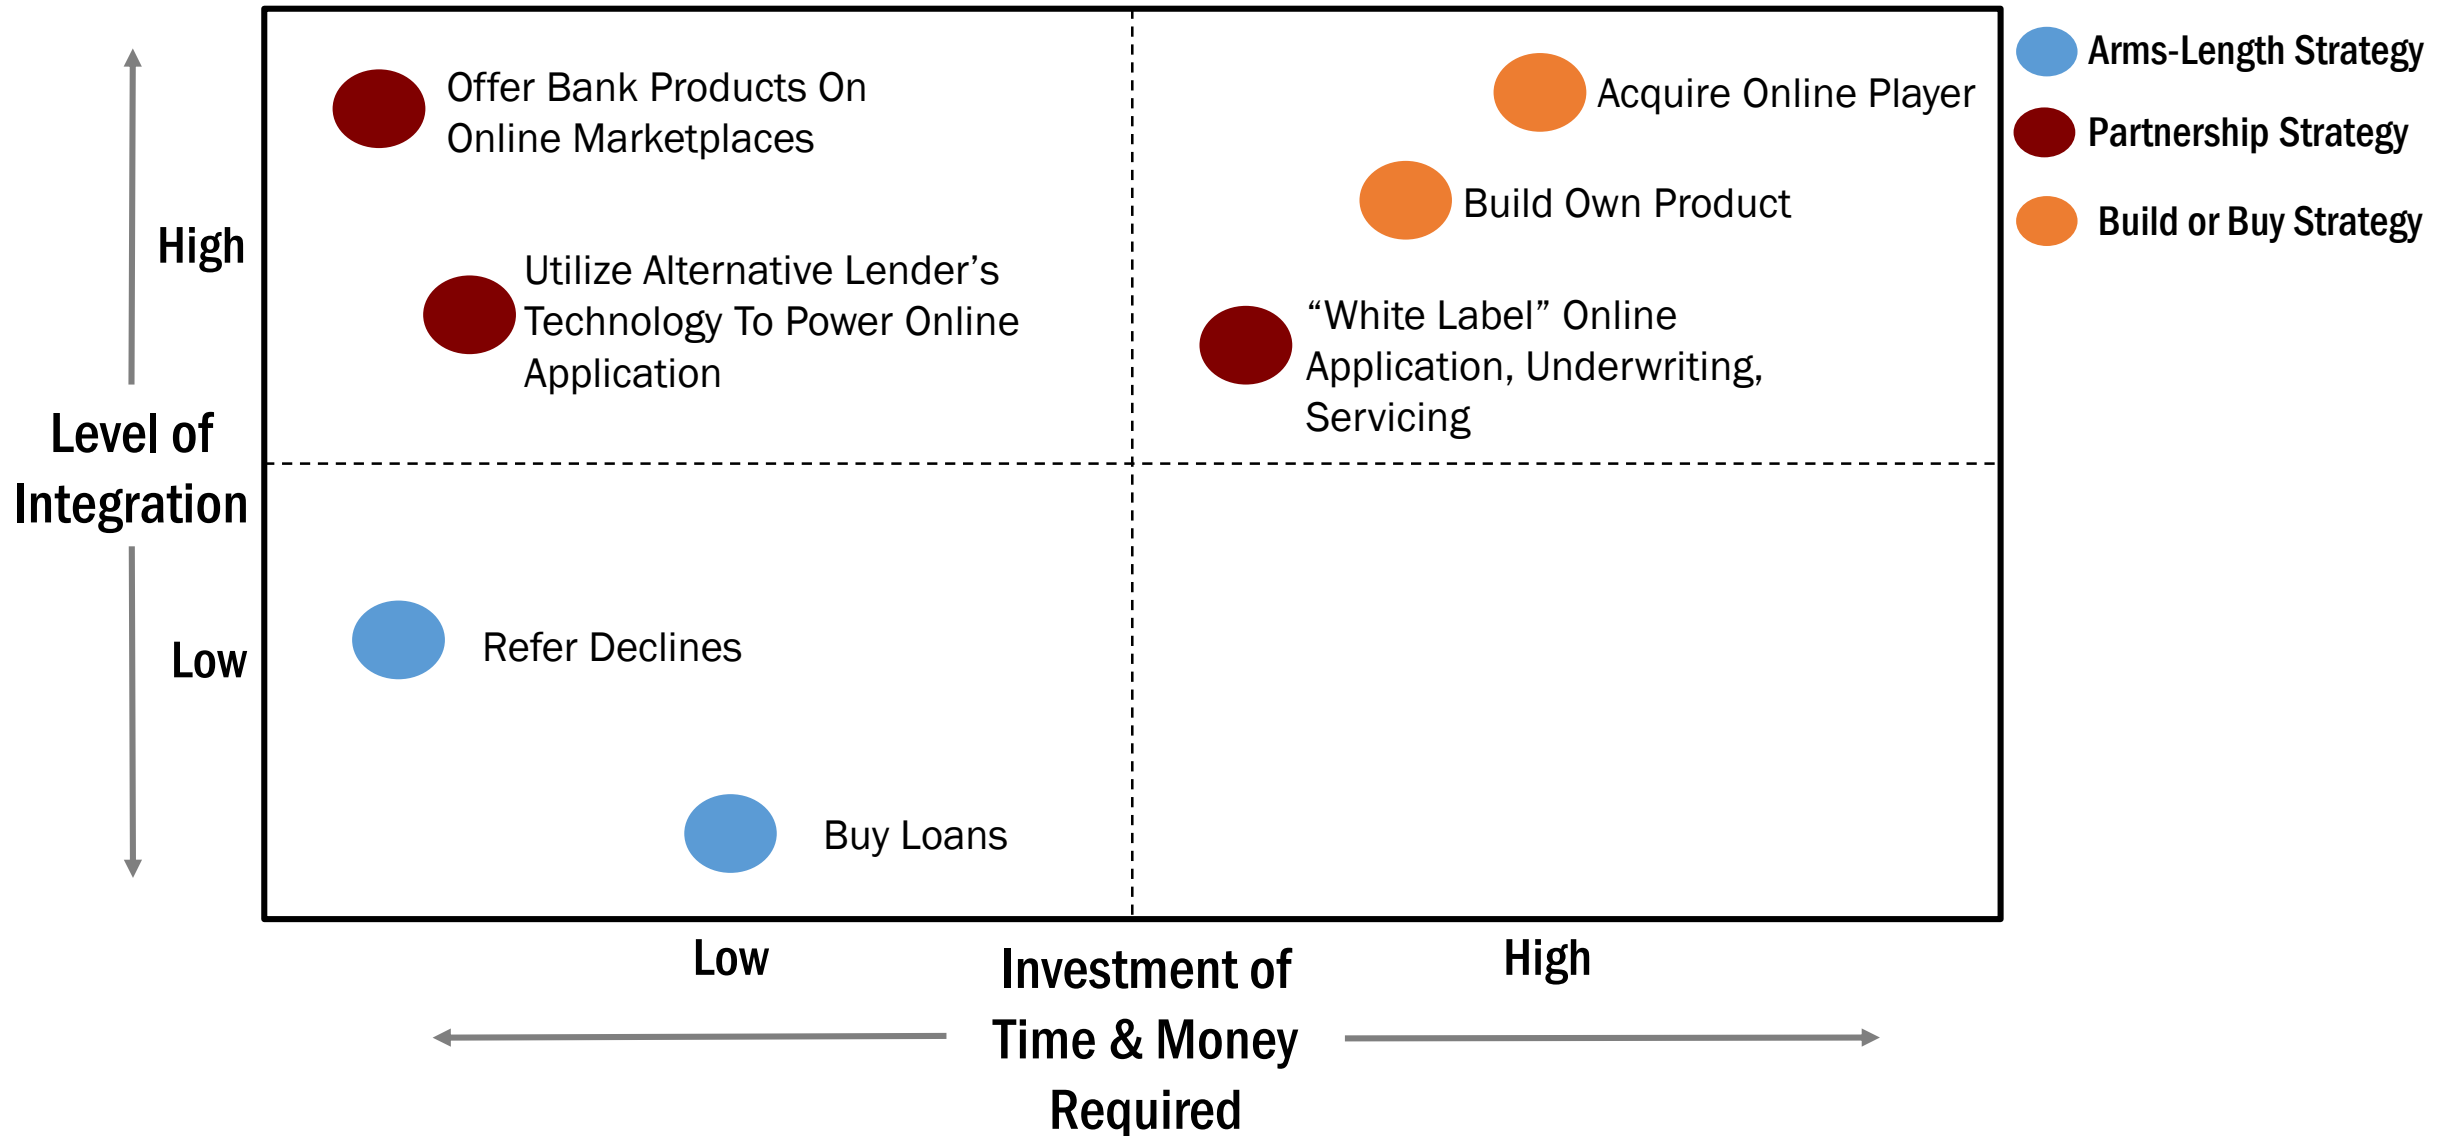 Offer Bank Products On
Online Marketplaces
Acquire Online Player
Build Own Product
Utilize Alternative Lender’s
Technology To Power Online
Application
“White Label” Online
Application, Underwriting,
Servicing
Refer Declines
Buy Loans
High
Level of
Integration
Low
Low
Investment of
Time & Money
Required
High
Arms-Length Strategy
Partnership Strategy
Build or Buy Strategy